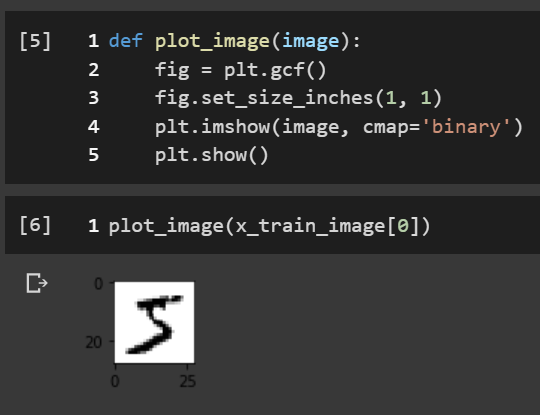 [5] 1 def plot_image(image):
2     fig = plt.gcf()
3     fig.set_size_inches(1, 1)
4     plt.imshow(image, cmap='binary')
5     plt.show()
[6] 1 plot_image(x_train_image[0])
0
5
20
0 25